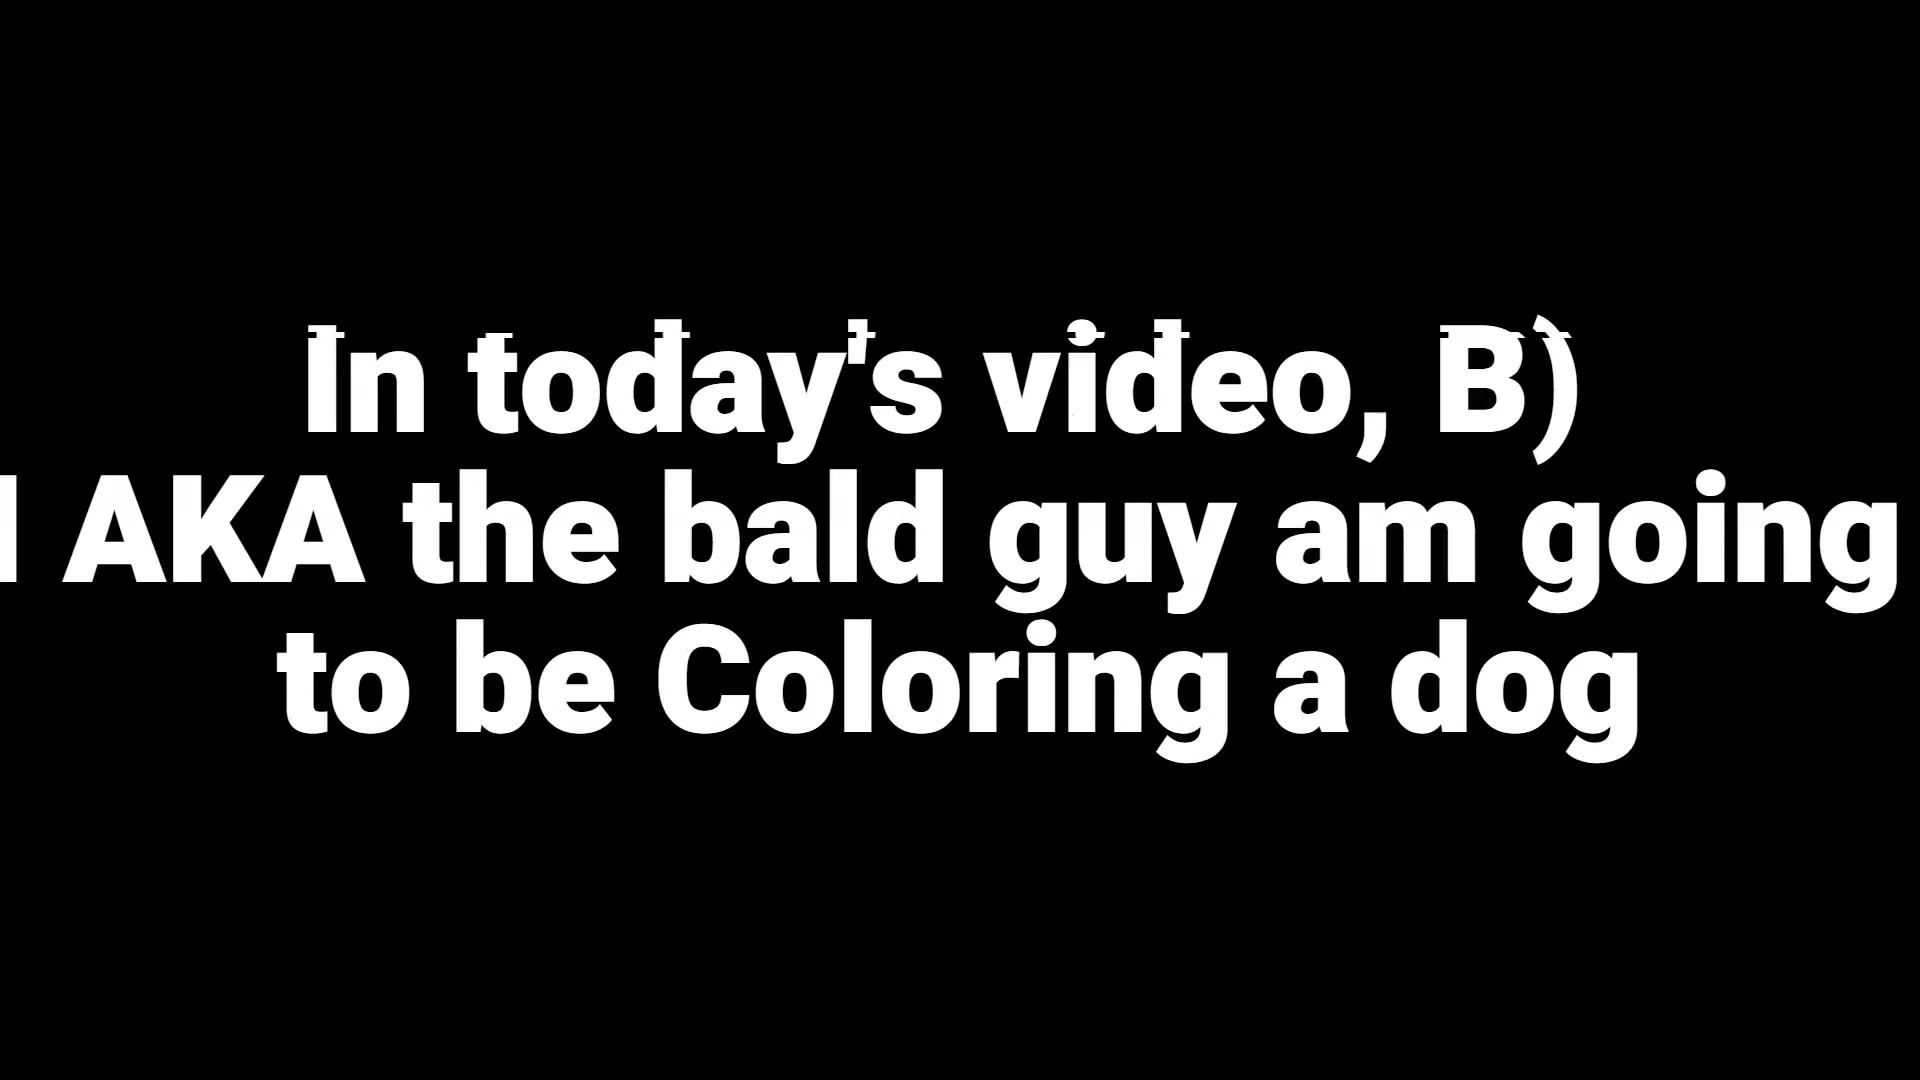 In today's video, B)
I AKA the bald guy am going
to be Coloring a dog